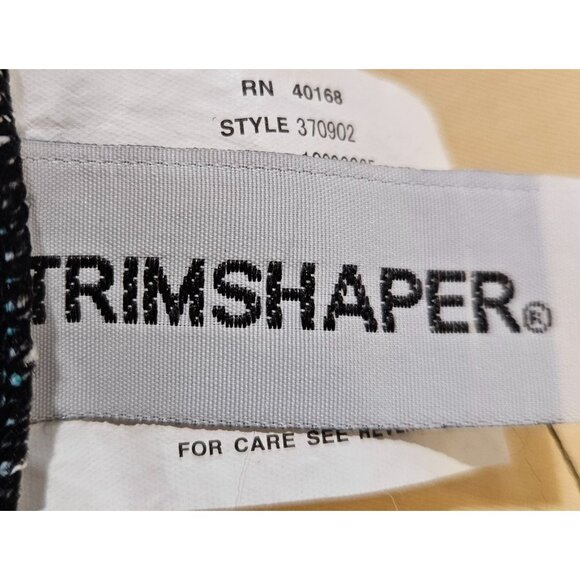 RN 40168
STYLE 370902
TRIMSHAPER®
FOR CARE SEE